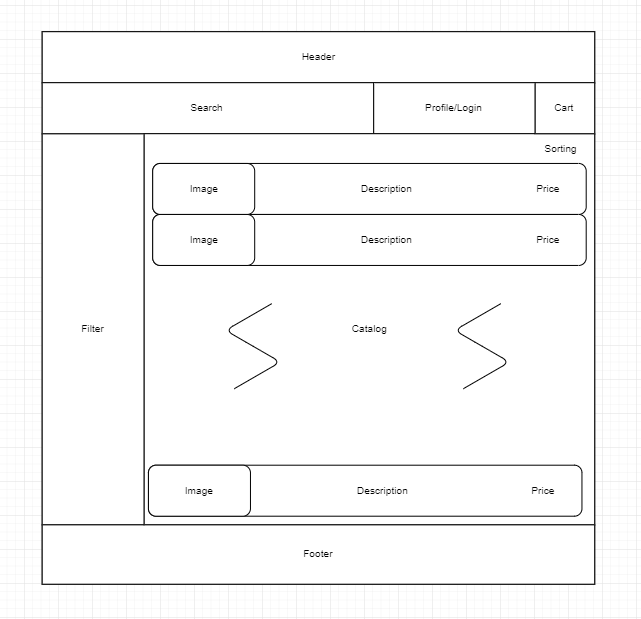 Header
Search
Profile/Login
Cart
Sorting
Image
Description
Price
Image
Description
Price
Filter
Catalog
Image
Description
Price
Footer